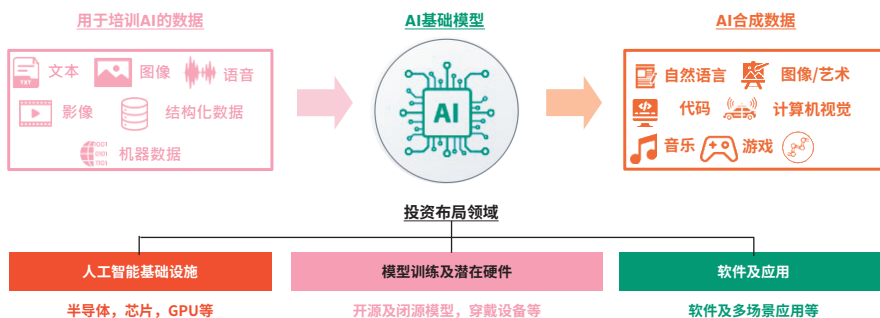 用于培训AI的数据
AI基础模型
AI合成数据
文本
图像
语音
TXT
影像
结构化数据
机器数据
AI
自然语言
图像/艺术
代码
计算机视觉
音乐
游戏
投资布局领域
人工智能基础设施
模型训练及潜在硬件
软件及应用
半导体，芯片，GPU等
开源及闭源模型，穿戴设备等
软件及多场景应用等